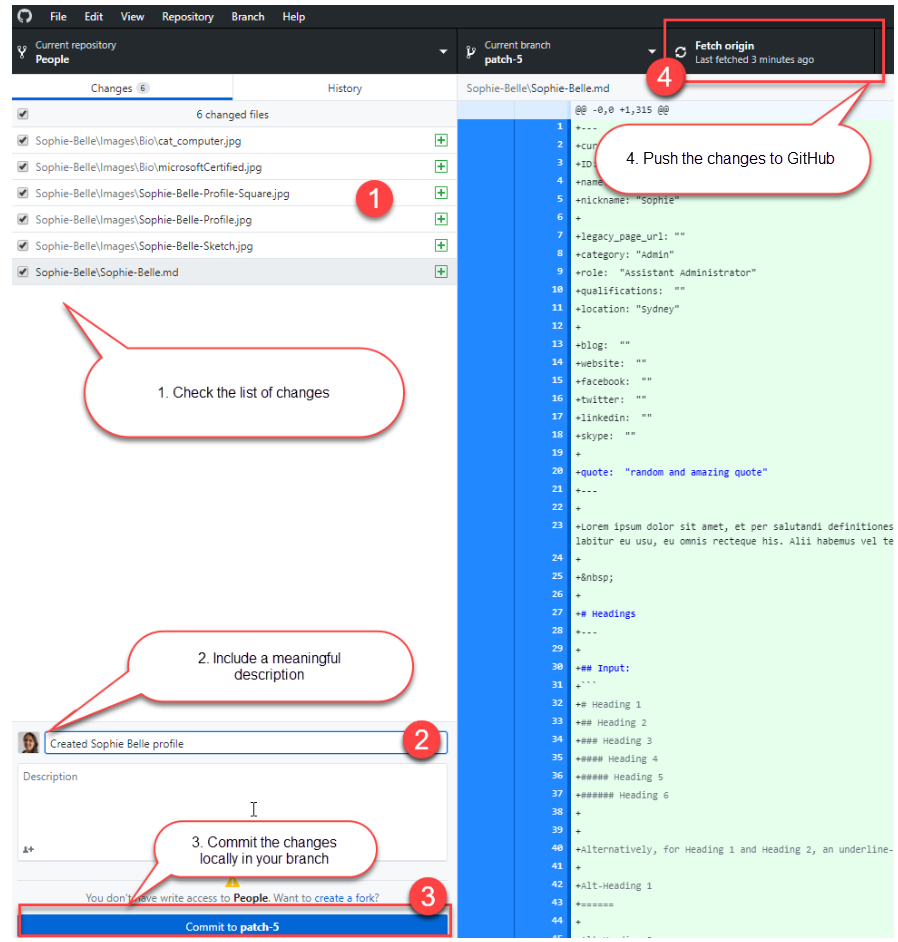 File Edit View Repository Branch Help
Current repository
People
Current branch
patch-5
Fetch origin
Last fetched 3 minutes ago
4
Changes 6
History
Sophie-Belle\Sophie-Belle.md
6 changed files
Sophie-Belle\Images\Bio\cat_computer.jpg
Sophie-Belle\Images\Bio\microsoftCertified.jpg
Sophie-Belle\Images\Sophie-Belle-Profile-Square.jpg
Sophie-Belle\Images\Sophie-Belle-Profile.jpg
Sophie-Belle\Images\Sophie-Belle-Sketch.jpg
Sophie-Belle\Sophie-Belle.md
1
1. Check the list of changes
2. Include a meaningful
description
Created Sophie Belle profile
2
Description
3. Commit the changes
locally in your branch
You don't have write access to People. Want to create a fork?
3
Commit to patch-5
4. Push the changes to GitHub
@@ -0,0 +1,315 @@
1 +---
2 +cur
3 +ID:
4 +name
5 +nickname: "Sophie"
6 +
7 +legacy_page_url: ""
8 +category: "Admin"
9 +role:  "Assistant Administrator"
10 +qualifications:  ""
11 +location: "Sydney"
12 +
13 +blog:  ""
14 +website:  ""
15 +facebook:  ""
16 +twitter:  ""
17 +linkedin:  ""
18 +skype:  ""
19 +
20 +quote:  "random and amazing quote"
21 +---
22 +
23 +Lorem ipsum dolor sit amet, et per salutandi definitiones
labitur eu usu, eu omnis recteque his. Alii habemus vel te
24 +
25 +&nbsp;
26 +
27 +# Headings
28 +---
29 +
30 +## Input:
31 +```
32 +# Heading 1
33 +## Heading 2
34 +### Heading 3
35 +#### Heading 4
36 +##### Heading 5
37 +###### Heading 6
38 +
39 +
40 +Alternatively, for Heading 1 and Heading 2, an underline-
41 +
42 +Alt-Heading 1
43 +======
44 +